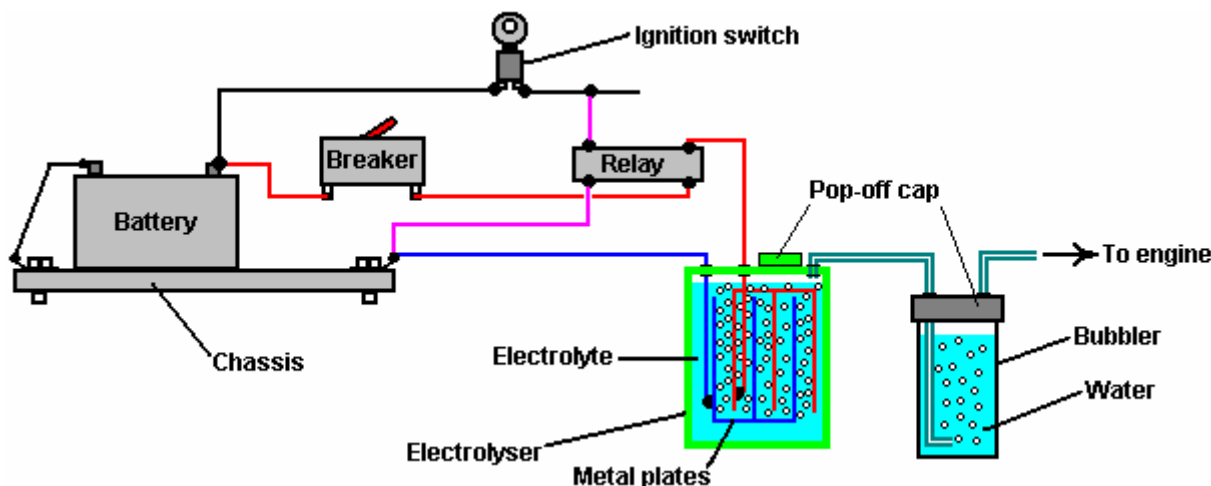 Ignition switch
Breaker
Relay
Pop-off cap
Battery
To engine
Chassis
Electrolyte
Bubbler
Water
Electrolyser
Metal plates